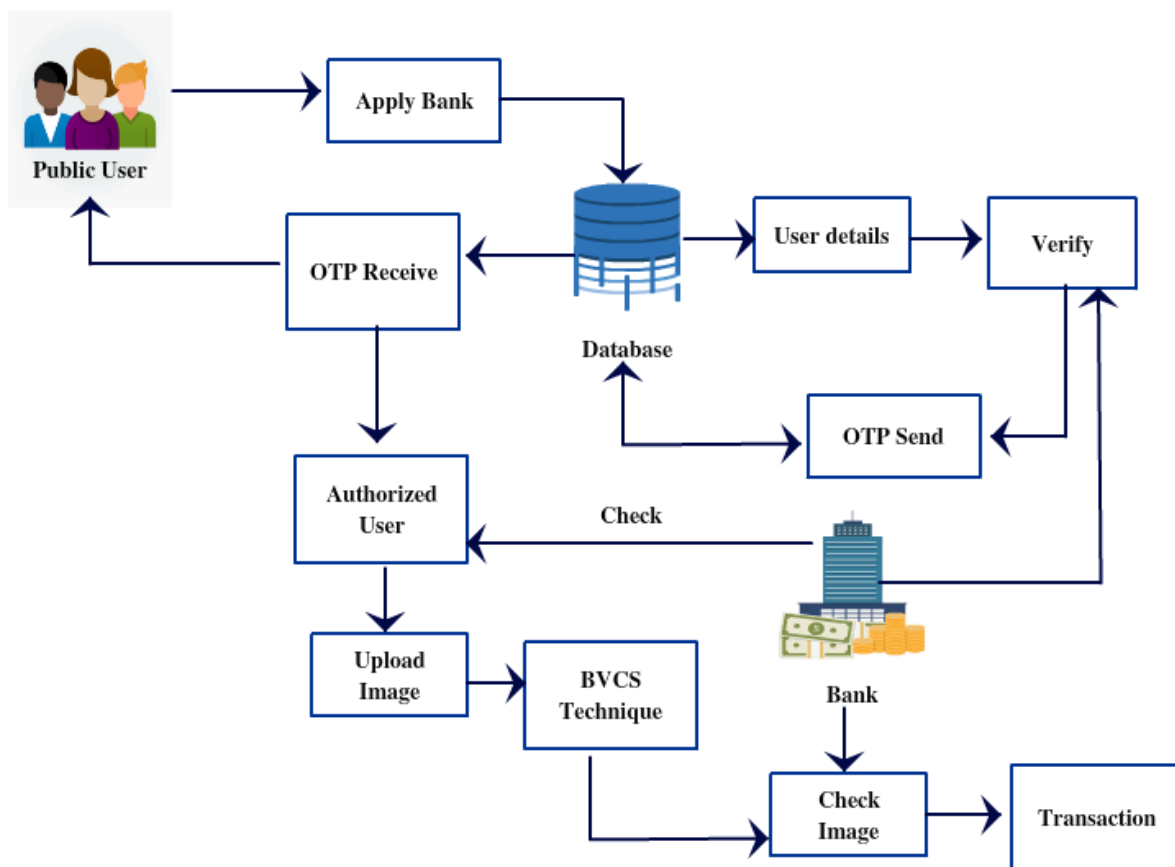 Apply Bank
Public User
User details
Verify
OTP Receive
Database
OTP Send
Authorized
User
Check
Upload
Image
BVCS
Technique
Bank
Check
Image
Transaction